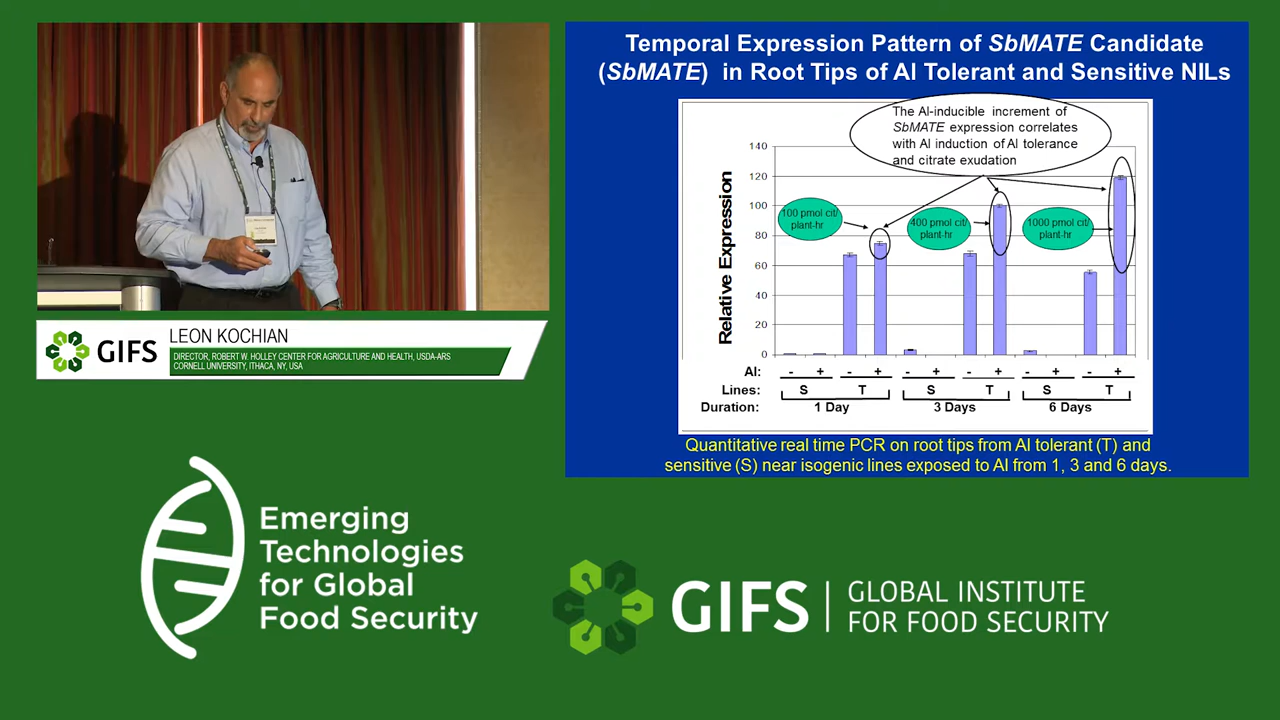 Temporal Expression Pattern of SbMATE Candidate
(SbMATE) in Root Tips of Al Tolerant and Sensitive NILs
The Al-inducible increment of
SbMATE expression correlates
with Al induction of Al tolerance
and citrate exudation
Relative Expression
140
120
100
80
60
40
20
0
100 pmol cit/
plant-hr
400 pmol cit/
plant-hr
1000 pmol cit/
plant-hr
Al: - + - + - + - + - + - +
Lines: S T S T S T
Duration: 1 Day 3 Days 6 Days
Quantitative real time PCR on root tips from Al tolerant (T) and
sensitive (S) near isogenic lines exposed to Al from 1, 3 and 6 days.
GIFS
LEON KOCHIAN
DIRECTOR, ROBERT W. HOLLEY CENTER FOR AGRICULTURE AND HEALTH, USDA-ARS
CORNELL UNIVERSITY, ITHACA, NY, USA
Emerging
Technologies
for Global
Food Security
GIFS
GLOBAL INSTITUTE
FOR FOOD SECURITY